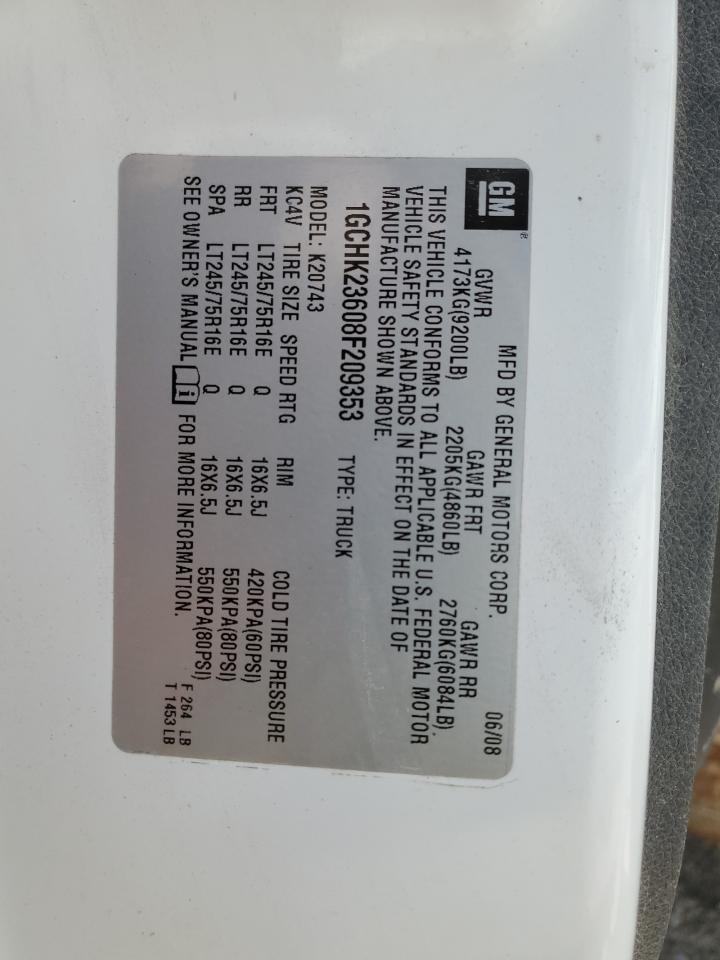 GM
MFD BY GENERAL MOTORS CORP. 06/08
GVWR GAWR FRT GAWR RR
4173KG(9200LB) 2205KG(4860LB) 2760KG(6084LB).
THIS VEHICLE CONFORMS TO ALL APPLICABLE U.S. FEDERAL MOTOR
VEHICLE SAFETY STANDARDS IN EFFECT ON THE DATE OF
MANUFACTURE SHOWN ABOVE.
1GCHK23608F209353 TYPE: TRUCK
MODEL: K20743
KC4V TIRE SIZE SPEED RTG RIM COLD TIRE PRESSURE
FRT LT245/75R16E Q 16X6.5J 420KPA(60PSI)
RR LT245/75R16E Q 16X6.5J 550KPA(80PSI)
SPA LT245/75R16E Q 16X6.5J 550KPA(80PSI)
SEE OWNER'S MANUAL i FOR MORE INFORMATION.
F 264 LB
T 1453 LB